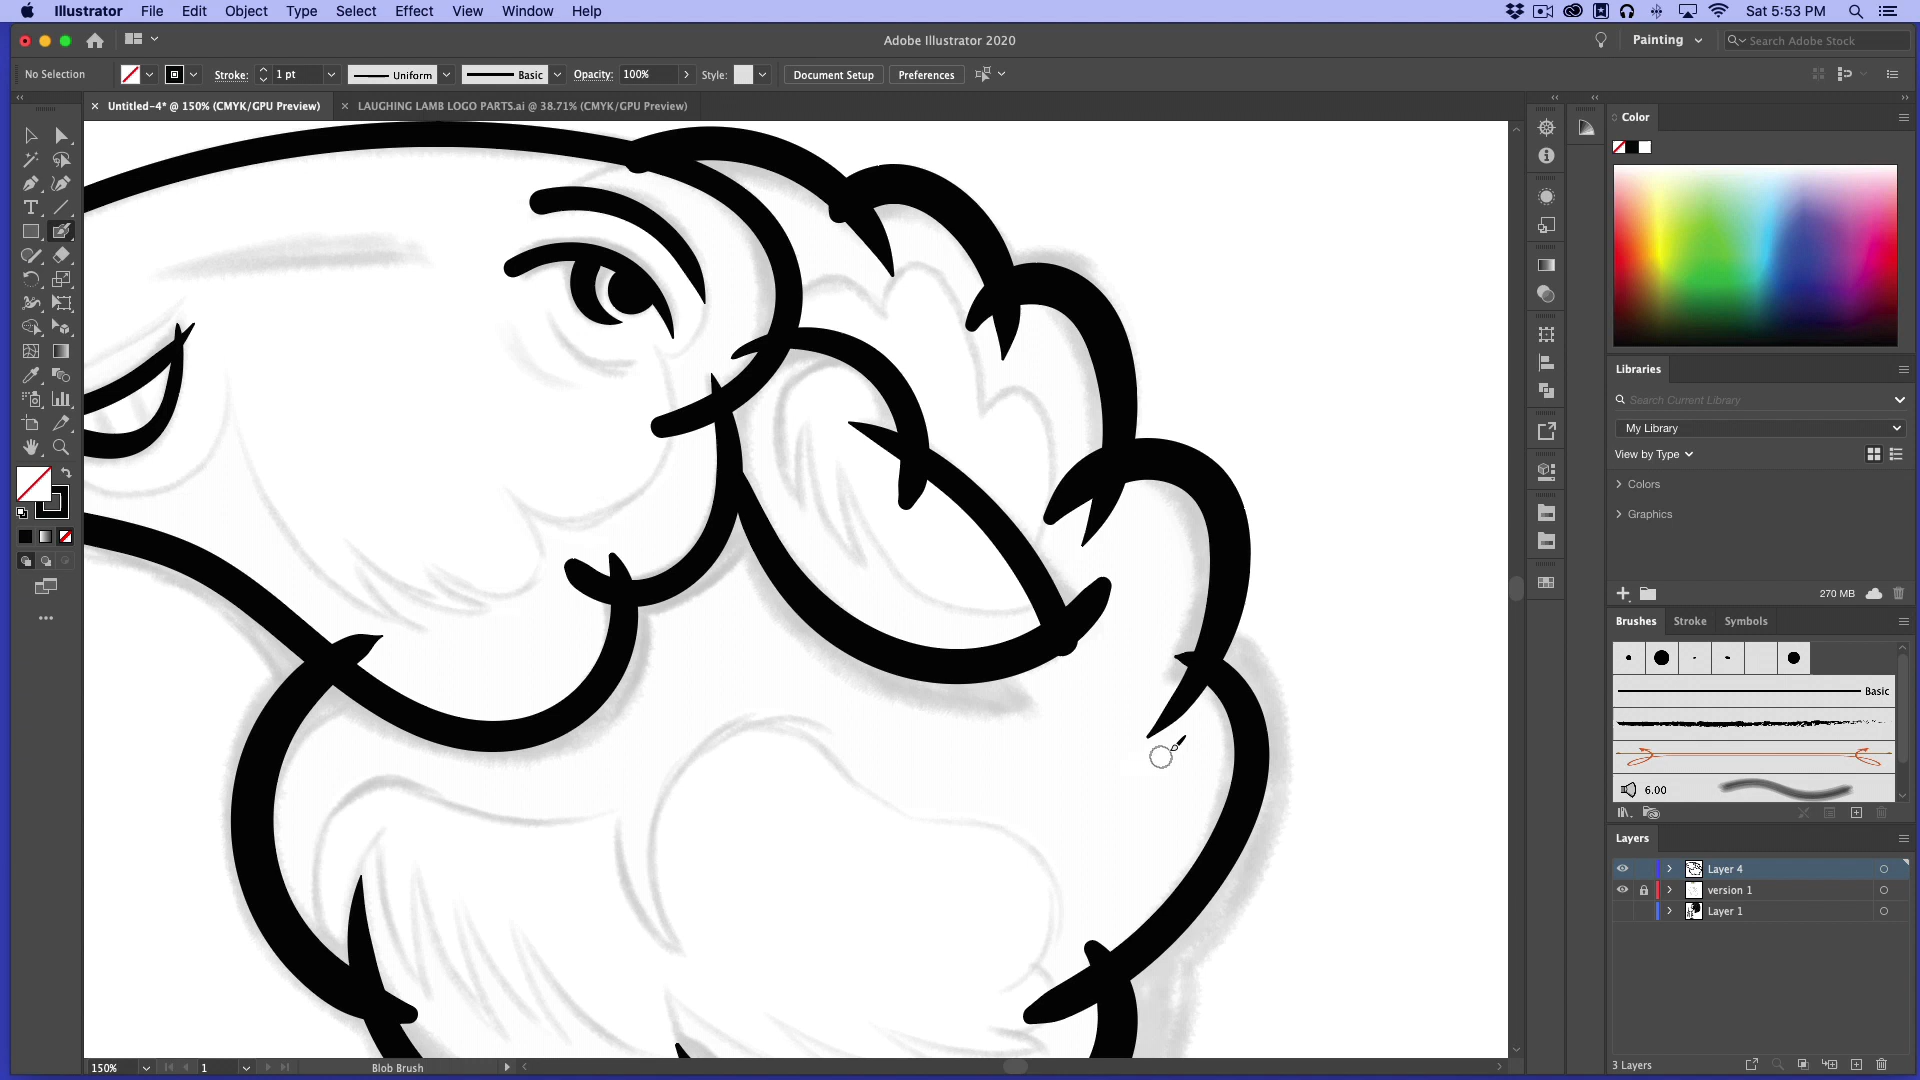 Illustrator File Edit Object Type Select Effect View Window Help Sat 5:53 PM
Adobe Illustrator 2020 Painting Search Adobe Stock
No Selection Stroke: 1 pt Uniform Basic Opacity: 100% Style: Document Setup Preferences
Untitled-4* @ 150% (CMYK/GPU Preview) LAUGHING LAMB LOGO PARTS.ai @ 38.71% (CMYK/GPU Preview)
Color
Libraries
Search Current Library
My Library
View by Type
Colors
Graphics
270 MB
Brushes Stroke Symbols
Basic
6.00
Layers
Layer 4
version 1
Layer 1
3 Layers
150% 1 Blob Brush